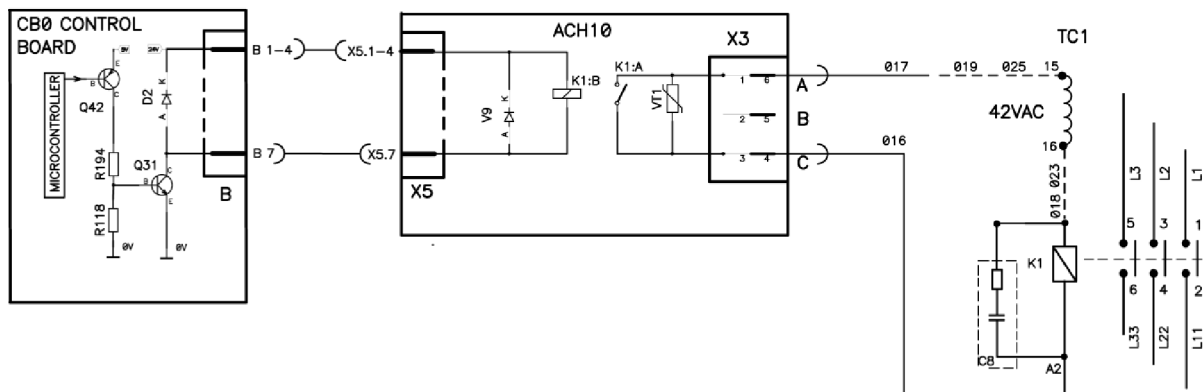 CB0 CONTROL
BOARD
MICROCONTROLLER
5V
24V
E
B
C
Q42
D2
K
A
R194
Q31
B
C
E
R118
0V
0V
B 1-4
B 7
B
X5.1-4
X5.7
X5
ACH10
V9
K
A
K1:B
K1:A
VT1
X3
1
6
2
5
3
4
A
B
C
017
019
025
016
TC1
15
42VAC
16
018 023
K1
C8
A2
L3
L2
L1
5
3
1
6
4
2
L33
L22
L11